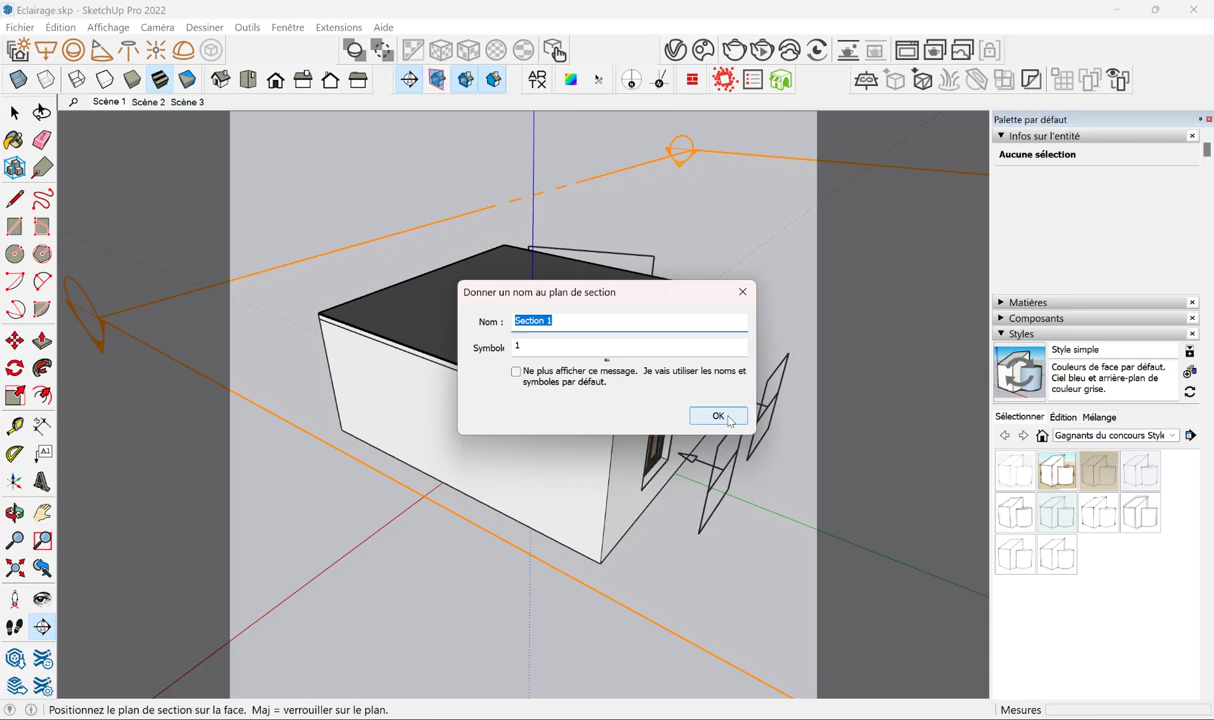 Eclairage.skp - SketchUp Pro 2022
Fichier Édition Affichage Caméra Dessiner Outils Fenêtre Extensions Aide
Scène 1 Scène 2 Scène 3
Palette par défaut
Infos sur l'entité
Aucune sélection
Donner un nom au plan de section
Nom : Section 1
Symbole 1
Ne plus afficher ce message. Je vais utiliser les noms et
symboles par défaut.
OK
Matières
Composants
Styles
Style simple
Couleurs de face par défaut.
Ciel bleu et arrière-plan de
couleur grise.
Sélectionner Édition Mélange
Gagnants du concours Style
A1
Positionnez le plan de section sur la face. Maj = verrouiller sur le plan.
Mesures